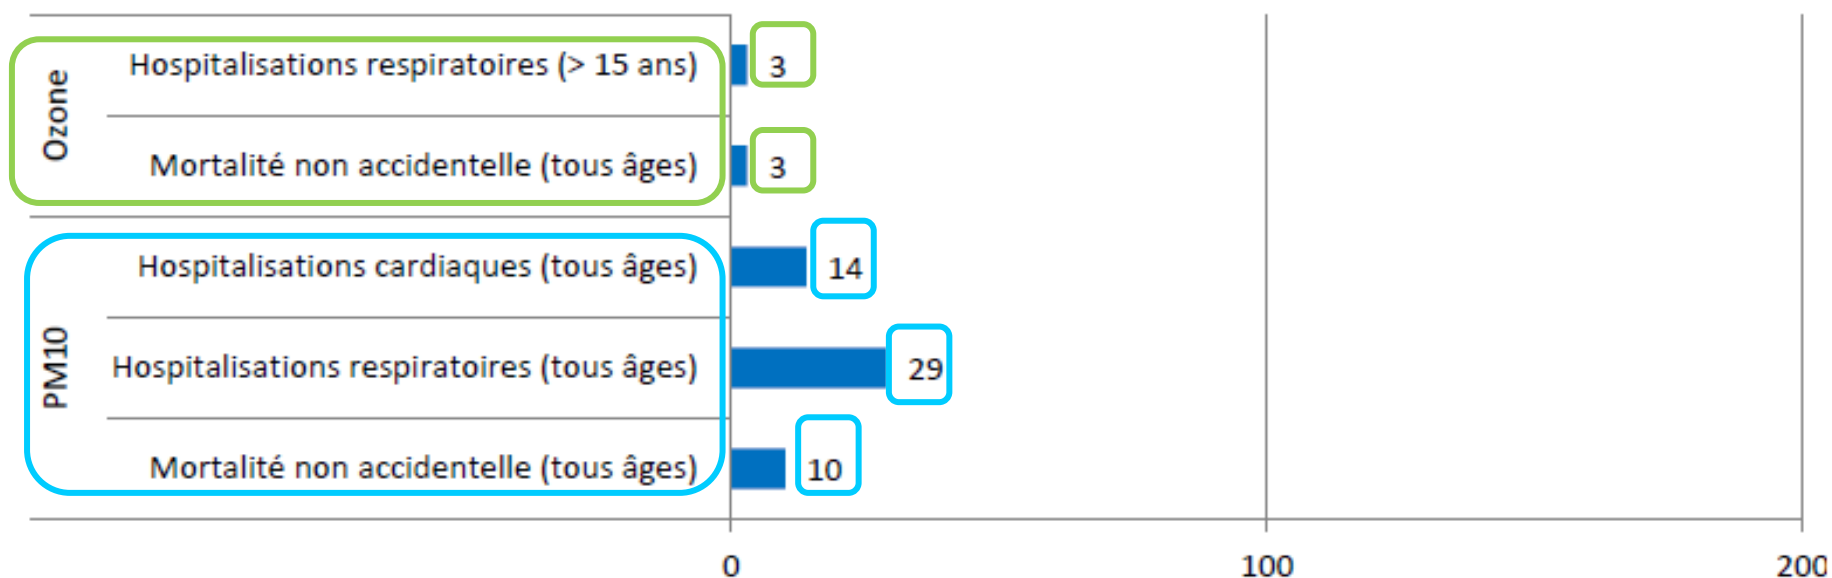 Ozone
Hospitalisations respiratoires (> 15 ans)
3
Mortalité non accidentelle (tous âges)
3
PM10
Hospitalisations cardiaques (tous âges)
14
Hospitalisations respiratoires (tous âges)
29
Mortalité non accidentelle (tous âges)
10
0 100 200